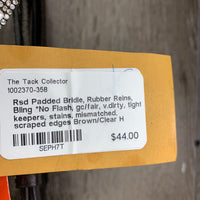 The Tack Collector
1002370-358
Rsd Padded Bridle, Rubber Reins,
Bling *No Flash, gc/fair, v.dirty, tight
keepers, stains, mismatched,
scraped edges Brown/Clear H
$44.00
SEPH7T